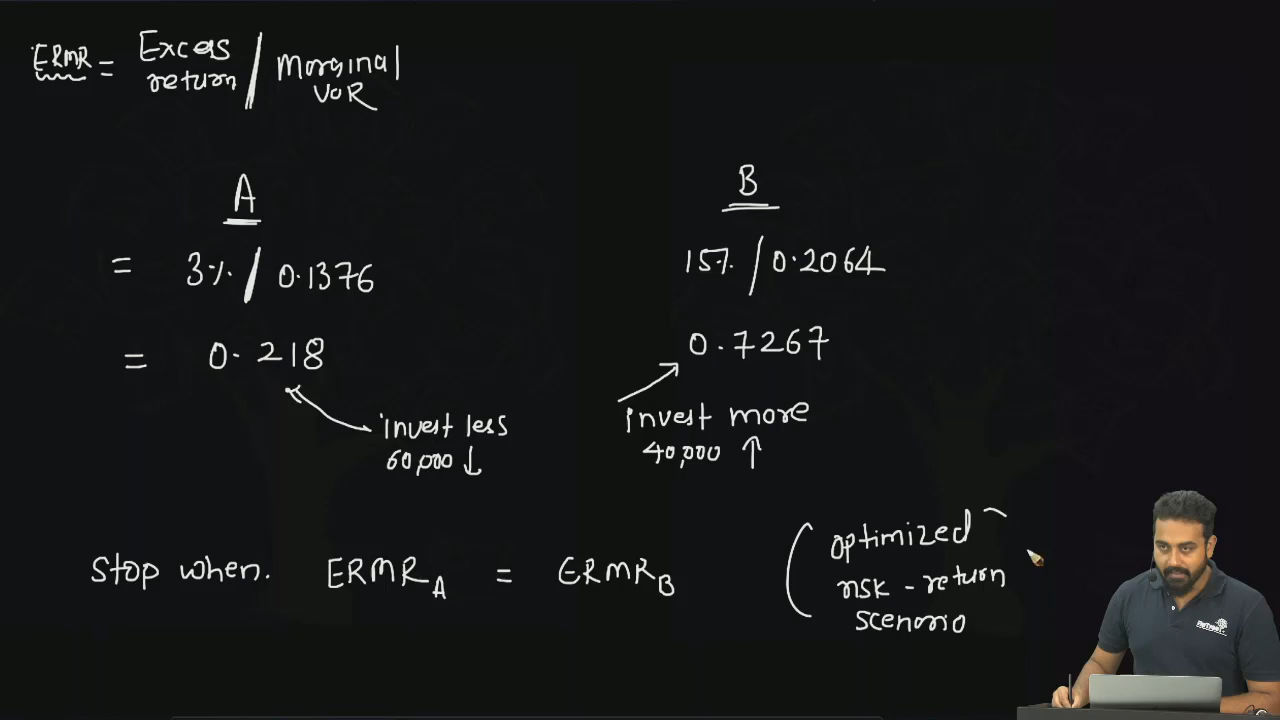 ERMR = Excess return / Marginal VaR
A
= 3% / 0.1376
= 0.218
invest less
60,000 ↓
B
15% / 0.2064
0.7267
invest more
40,000 ↑
Stop when. ERMR_A = ERMR_B
(optimized
risk - return
scenario